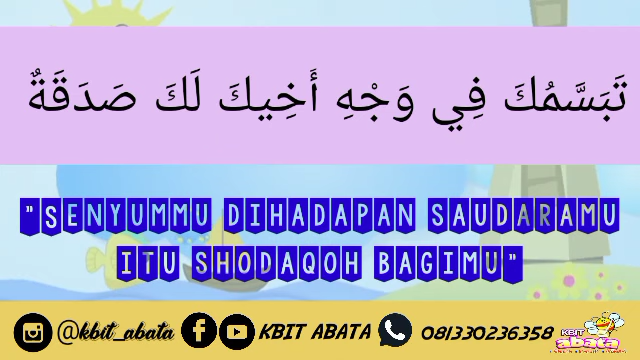 تَبَسَّمُكَ فِي وَجْهِ أَخِيكَ لَكَ صَدَقَةٌ
"SENYUMMU DIHADAPAN SAUDARAMU
ITU SHODAQOH BAGIMU"
@kbit_abata KBIT ABATA 081330236358 KBIT
abata